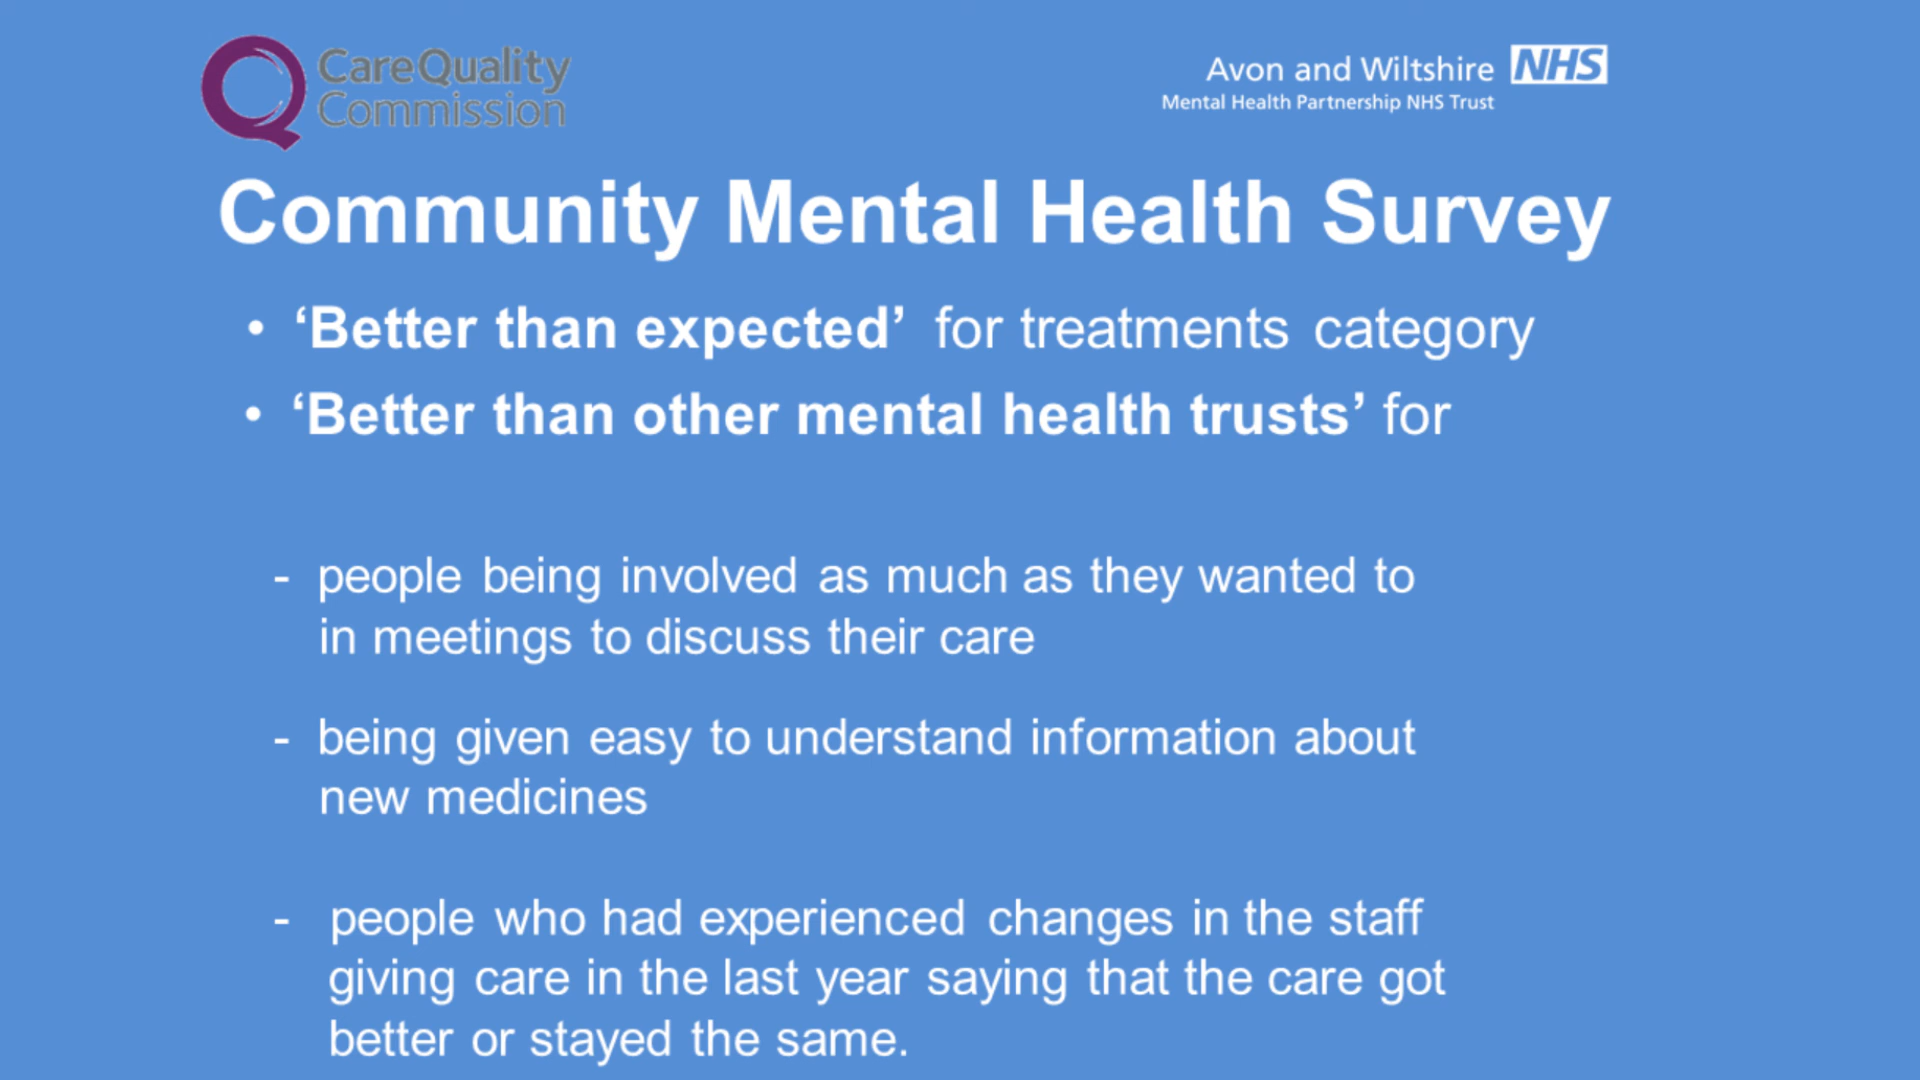 CareQuality
Commission
Avon and Wiltshire NHS
Mental Health Partnership NHS Trust
Community Mental Health Survey
• ‘Better than expected’ for treatments category
• ‘Better than other mental health trusts’ for
- people being involved as much as they wanted to
in meetings to discuss their care
- being given easy to understand information about
new medicines
- people who had experienced changes in the staff
giving care in the last year saying that the care got
better or stayed the same.